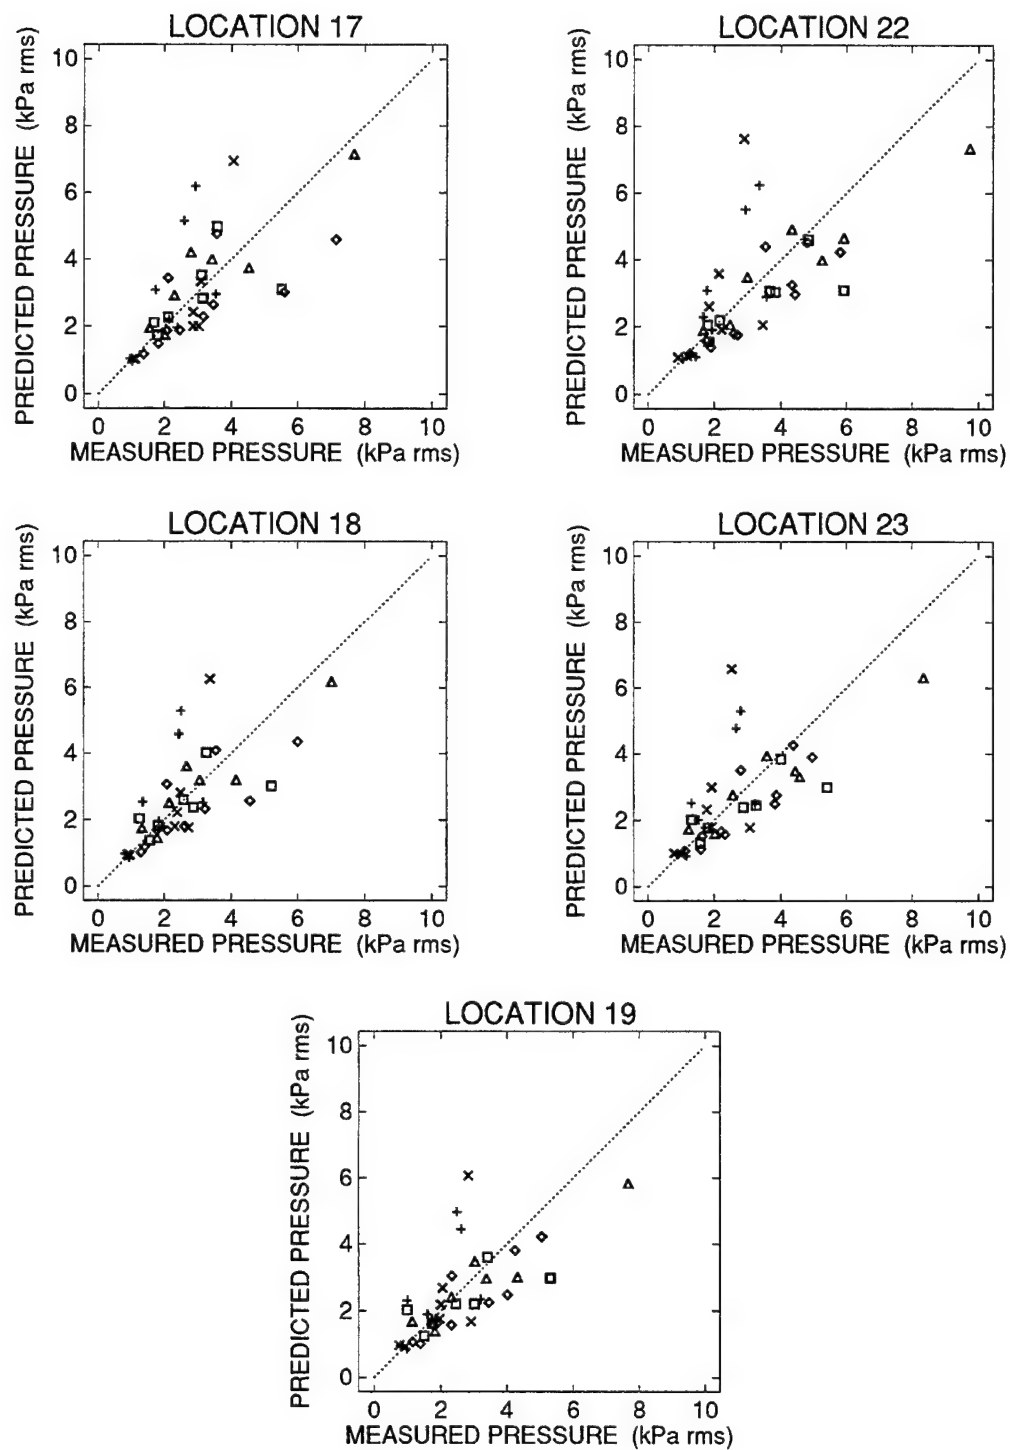 LOCATION 17
PREDICTED PRESSURE (kPa rms)
10
8
6
4
2
0
0 2 4 6 8 10
MEASURED PRESSURE (kPa rms)
LOCATION 22
PREDICTED PRESSURE (kPa rms)
10
8
6
4
2
0
0 2 4 6 8 10
MEASURED PRESSURE (kPa rms)
LOCATION 18
PREDICTED PRESSURE (kPa rms)
10
8
6
4
2
0
0 2 4 6 8 10
MEASURED PRESSURE (kPa rms)
LOCATION 23
PREDICTED PRESSURE (kPa rms)
10
8
6
4
2
0
0 2 4 6 8 10
MEASURED PRESSURE (kPa rms)
LOCATION 19
PREDICTED PRESSURE (kPa rms)
10
8
6
4
2
0
0 2 4 6 8 10
MEASURED PRESSURE (kPa rms)